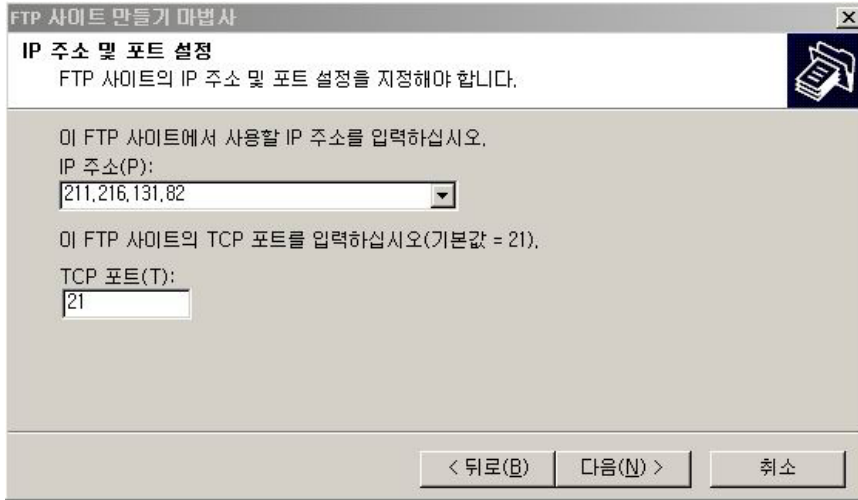 FTP 사이트 만들기 마법사
IP 주소 및 포트 설정
FTP 사이트의 IP 주소 및 포트 설정을 지정해야 합니다.
이 FTP 사이트에서 사용할 IP 주소를 입력하십시오.
IP 주소(P):
211.216.131.82
이 FTP 사이트의 TCP 포트를 입력하십시오(기본값 = 21).
TCP 포트(T):
21
< 뒤로(B)
다음(N) >
취소